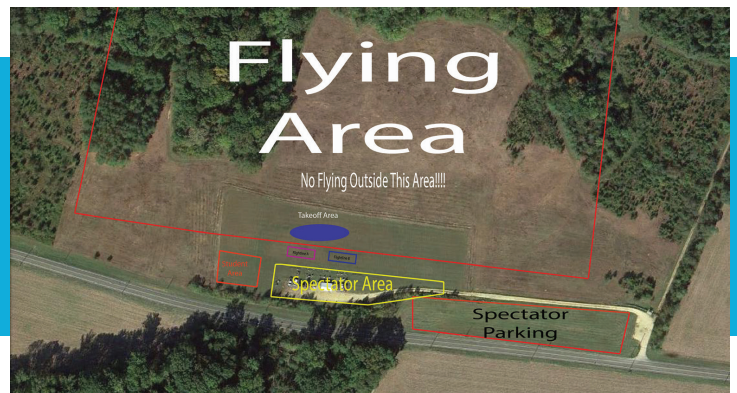 Flying
Area
No Flying Outside This Area!!!!
Takeoff Area
Spectator Area
Spectator
Parking